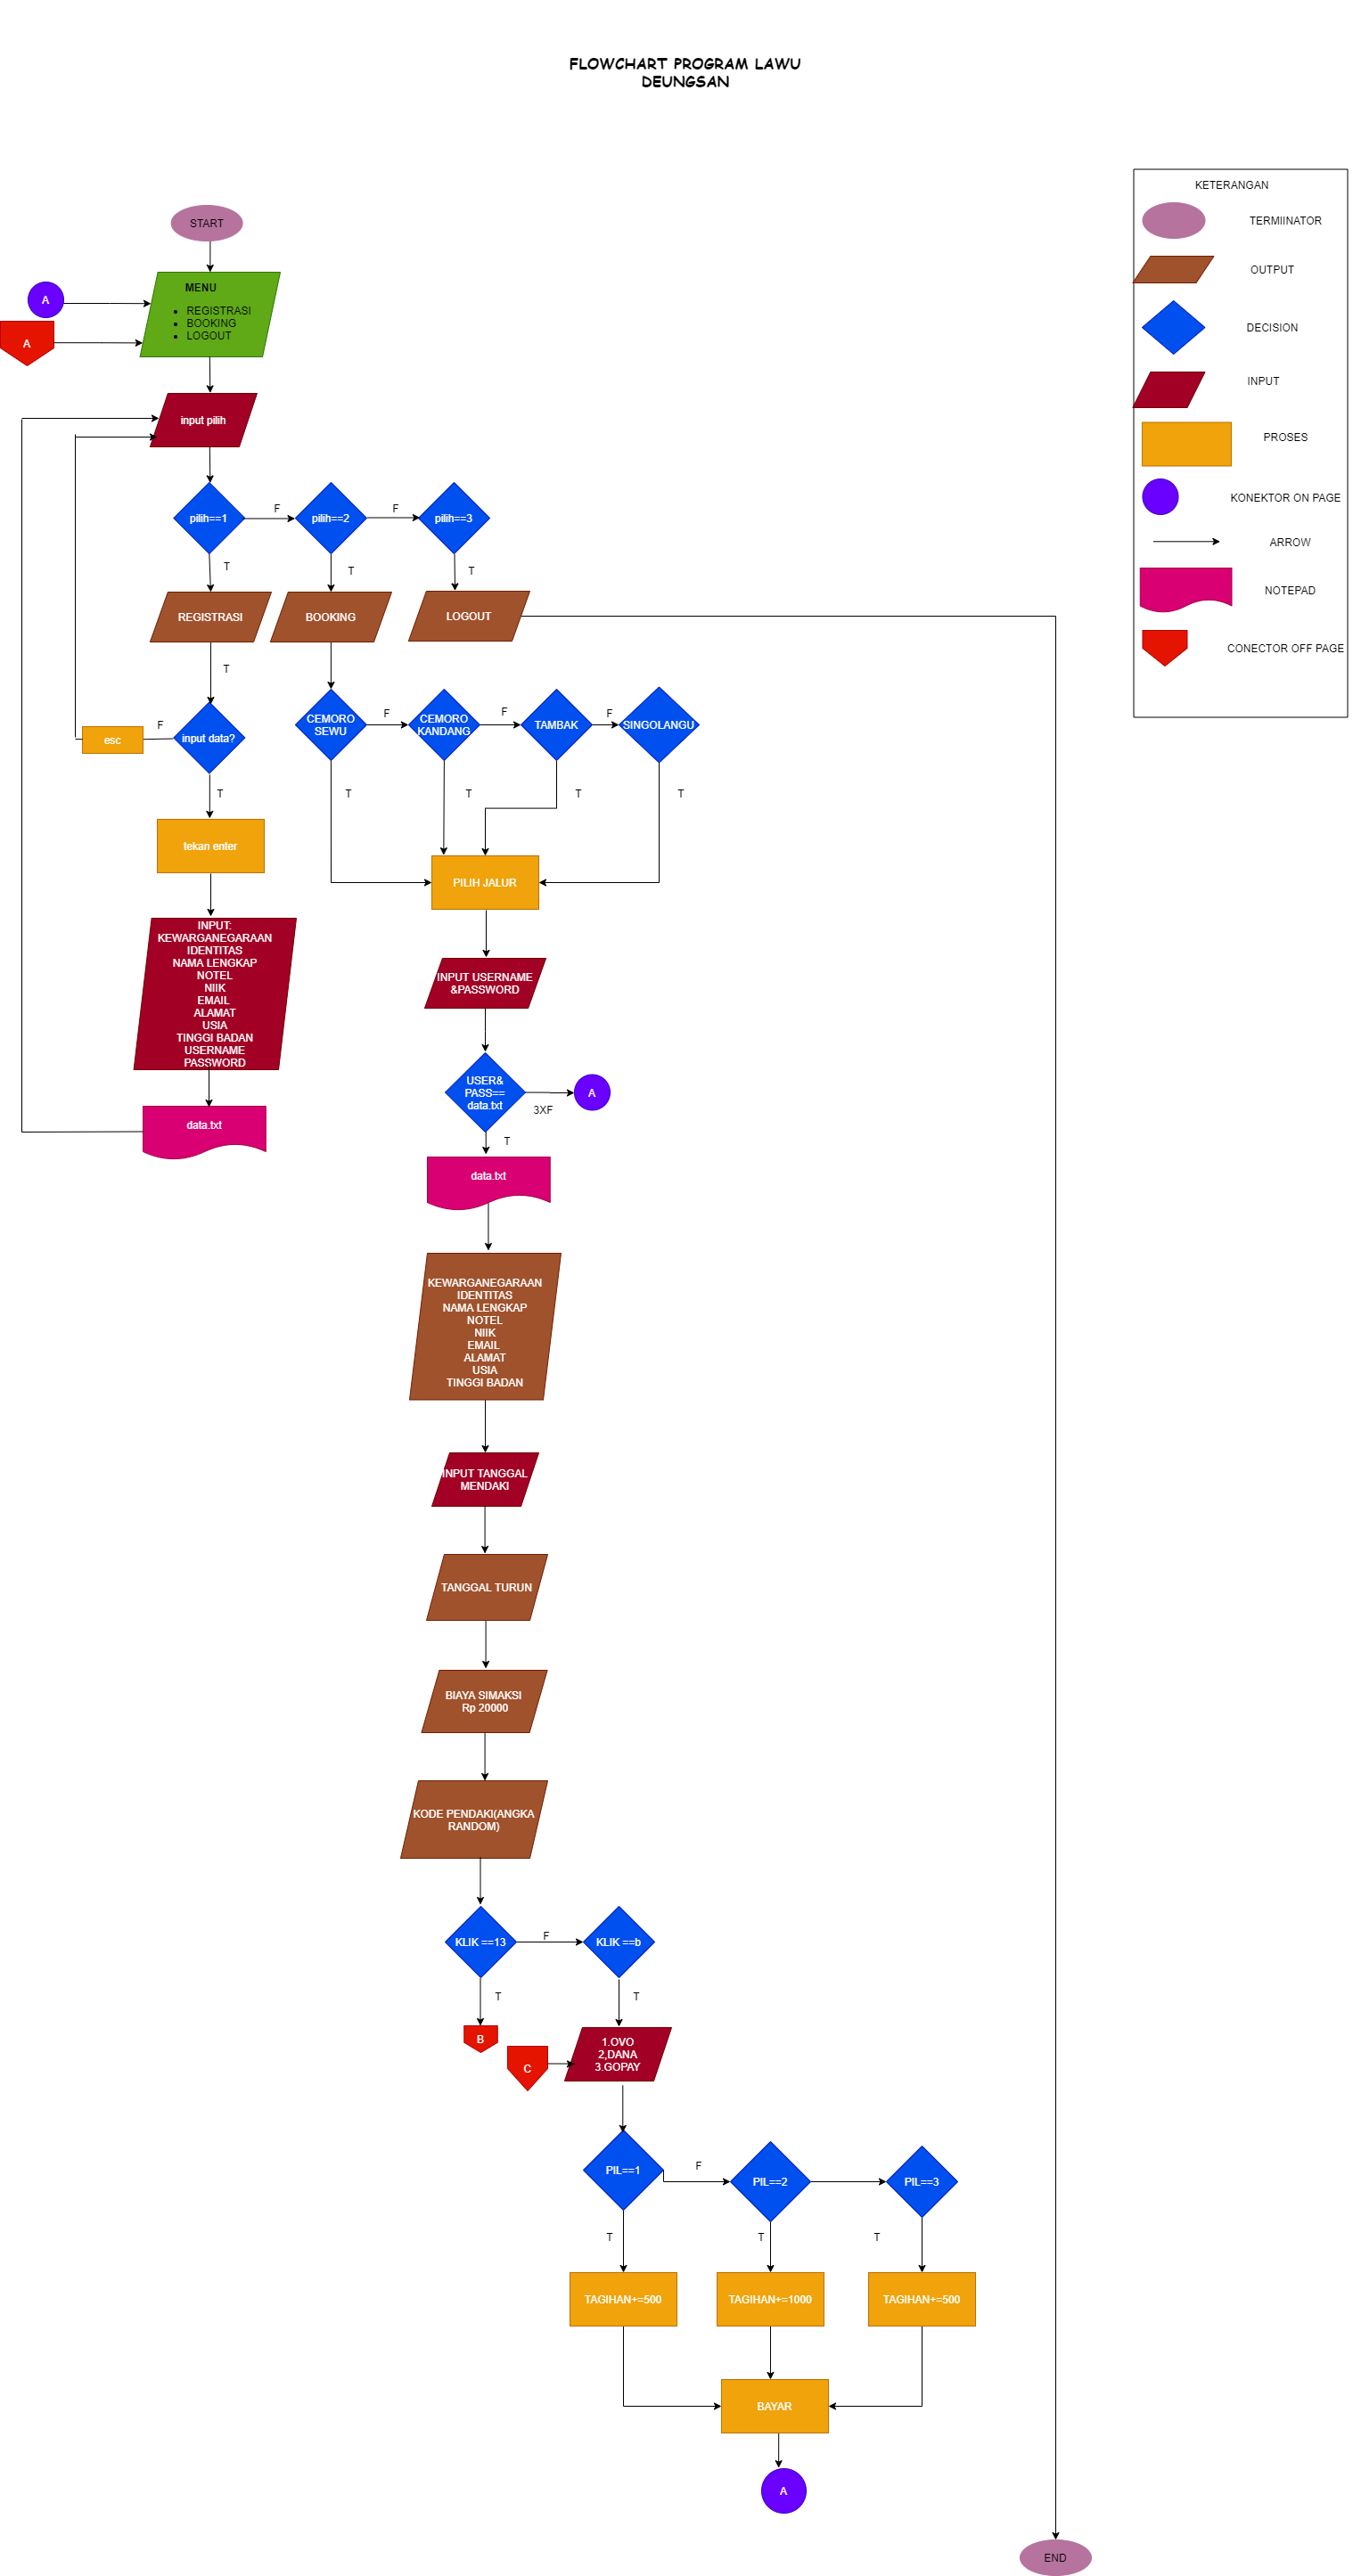 FLOWCHART PROGRAM LAWU
DEUNGSAN
KETERANGAN
TERMIINATOR
OUTPUT
DECISION
INPUT
PROSES
KONEKTOR ON PAGE
ARROW
NOTEPAD
CONECTOR OFF PAGE
START
MENU
REGISTRASI
BOOKING
LOGOUT
A
A
input pilih
pilih==1
F
pilih==2
F
pilih==3
T
T
T
REGISTRASI
BOOKING
LOGOUT
T
esc
F
input data?
CEMORO
SEWU
F
CEMORO
KANDANG
F
TAMBAK
F
SINGOLANGU
T
T
T
T
T
tekan enter
PILIH JALUR
INPUT:
KEWARGANEGARAAN
IDENTITAS
NAMA LENGKAP
NOTEL
NIIK
EMAIL
ALAMAT
USIA
TINGGI BADAN
USERNAME
PASSWORD
INPUT USERNAME
&PASSWORD
USER&
PASS==
data.txt
3XF
A
T
data.txt
data.txt
KEWARGANEGARAAN
IDENTITAS
NAMA LENGKAP
NOTEL
NIIK
EMAIL
ALAMAT
USIA
TINGGI BADAN
INPUT TANGGAL
MENDAKI
TANGGAL TURUN
BIAYA SIMAKSI
Rp 20000
KODE PENDAKI(ANGKA
RANDOM)
KLIK ==13
F
KLIK ==b
T
T
B
C
1.OVO
2,DANA
3.GOPAY
PIL==1
F
PIL==2
PIL==3
T
T
T
TAGIHAN+=500
TAGIHAN+=1000
TAGIHAN+=500
BAYAR
A
END